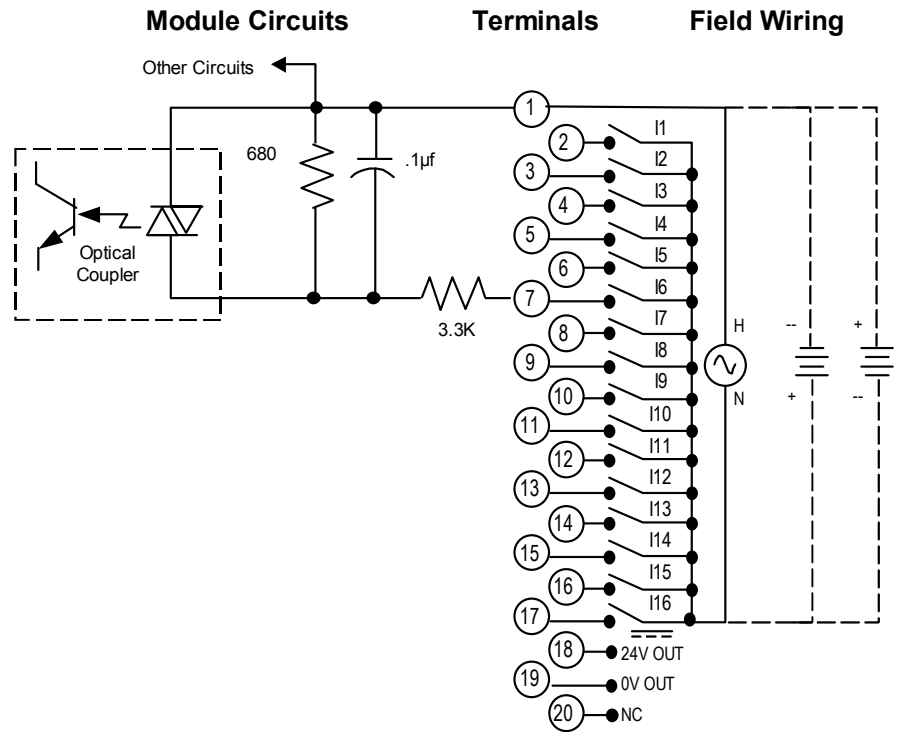 Module Circuits Terminals Field Wiring
Other Circuits
680
.1µf
Optical
Coupler
3.3K
1
2
I1
3
I2
4
I3
5
I4
6
I5
7
I6
8
I7
9
I8
10
I9
11
I10
12
I11
13
I12
14
I13
15
I14
16
I15
17
I16
18
24V OUT
19
0V OUT
20
NC
H
N
--
+
+
--